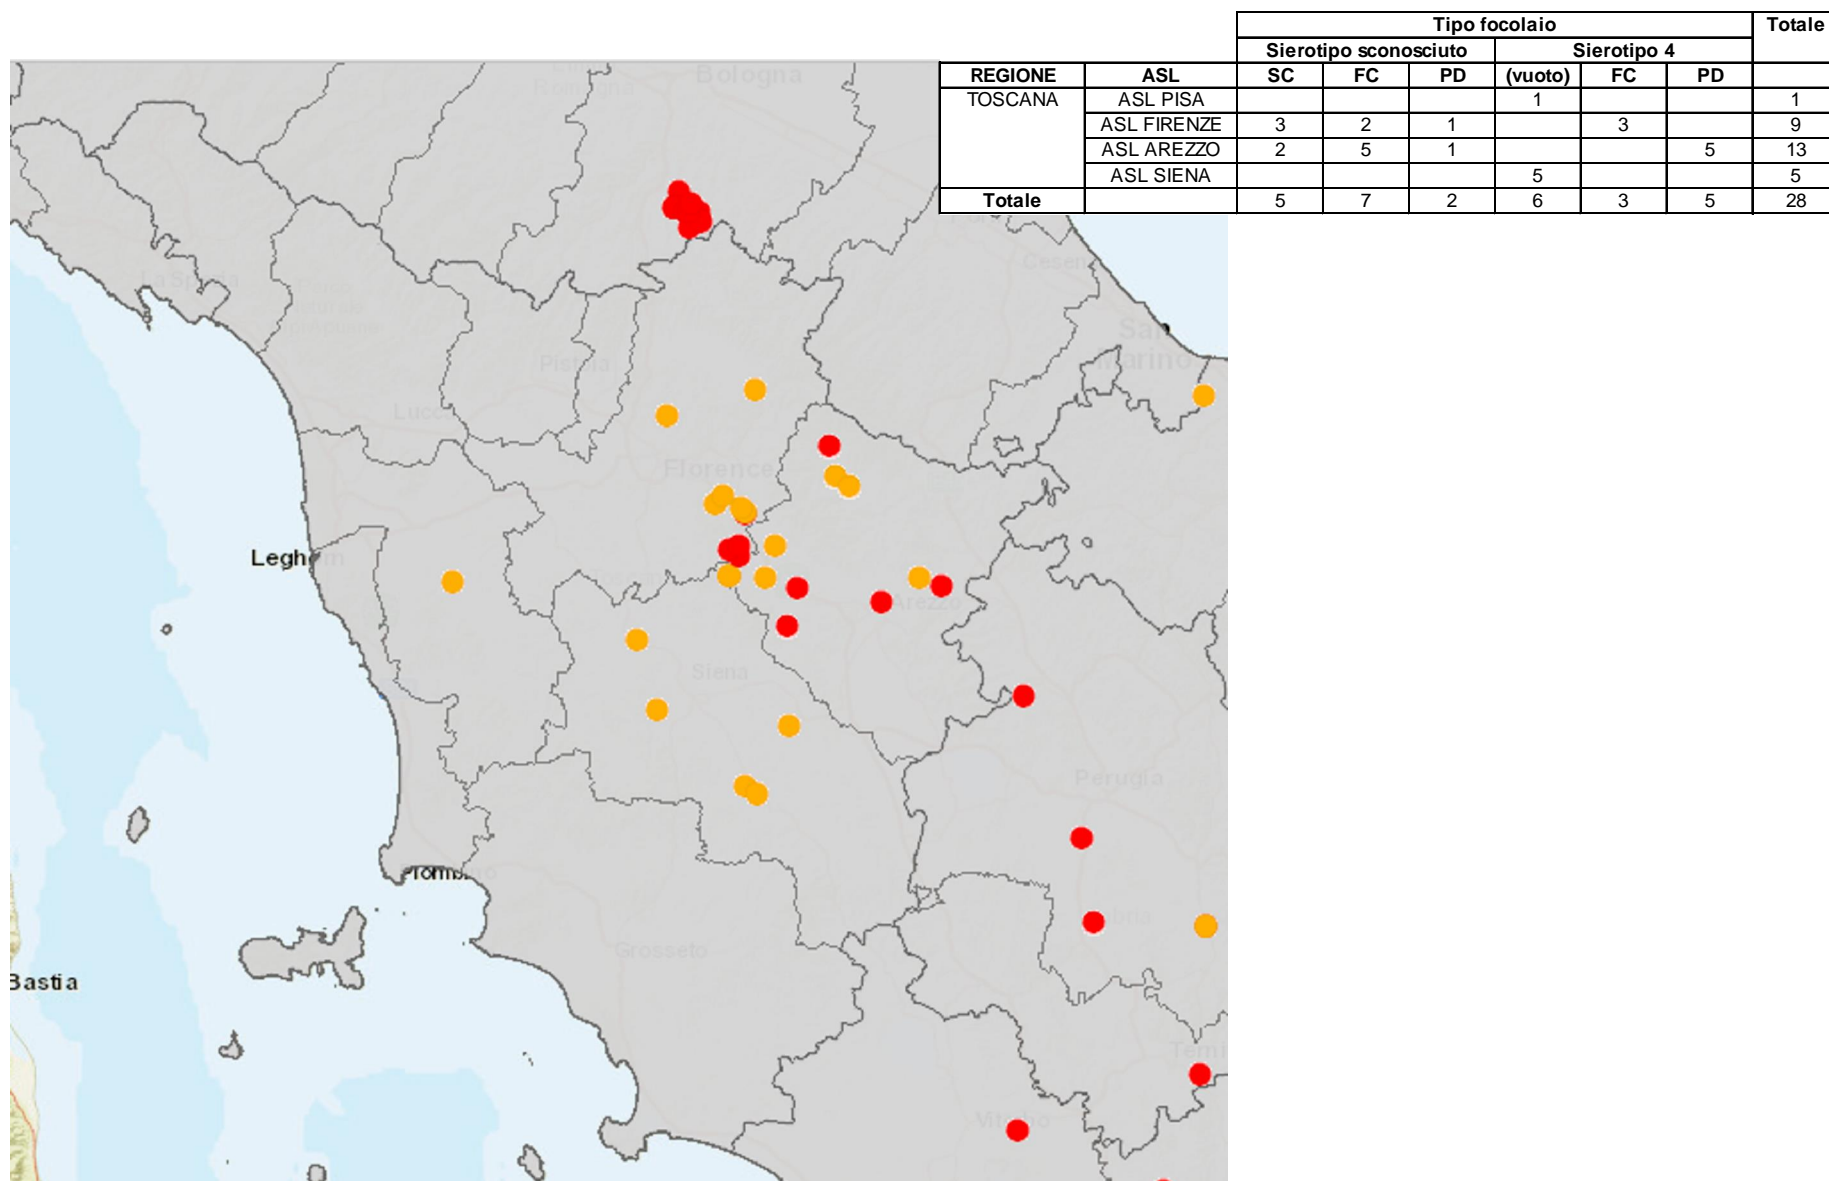 Tipo focolaio Totale
Sierotipo sconosciuto Sierotipo 4
REGIONE ASL SC FC PD (vuoto) FC PD
TOSCANA ASL PISA 1 1
ASL FIRENZE 3 2 1 3 9
ASL AREZZO 2 5 1 5 13
ASL SIENA 5 5
Totale 5 7 2 6 3 5 28
Bologna
La Spezia
Cesena
San
Marino
Pistoia
Lucca
Florence
Leghorn
Arezzo
Siena
Perugia
Piombino
Umbria
Grosseto
Bastia
Terni
Viterbo